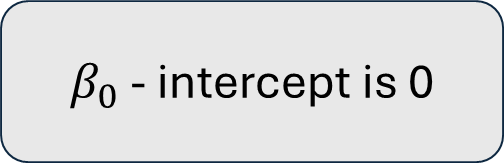 β₀ - intercept is 0